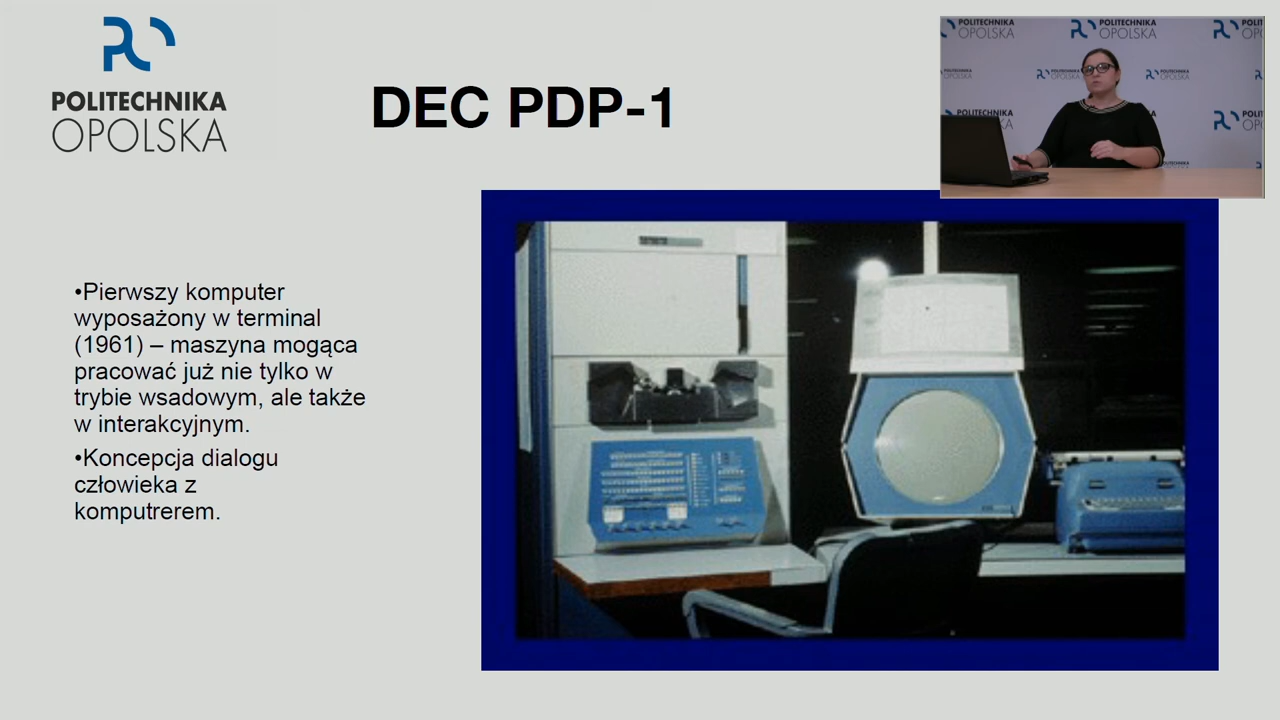 POLITECHNIKA
OPOLSKA
DEC PDP-1
POLITECHNIKA
OPOLSKA
POLITECHNIKA
OPOLSKA
•Pierwszy komputer
wyposażony w terminal
(1961) – maszyna mogąca
pracować już nie tylko w
trybie wsadowym, ale także
w interakcyjnym.
•Koncepcja dialogu
człowieka z
komputrerem.